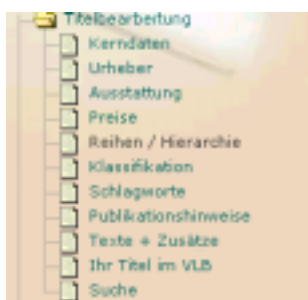 Titelbearbeitung
Kerndaten
Urheber
Ausstattung
Preise
Reihen / Hierarchie
Klassifikation
Schlagworte
Publikationshinweise
Texte + Zusätze
Ihr Titel im VLB
Suche